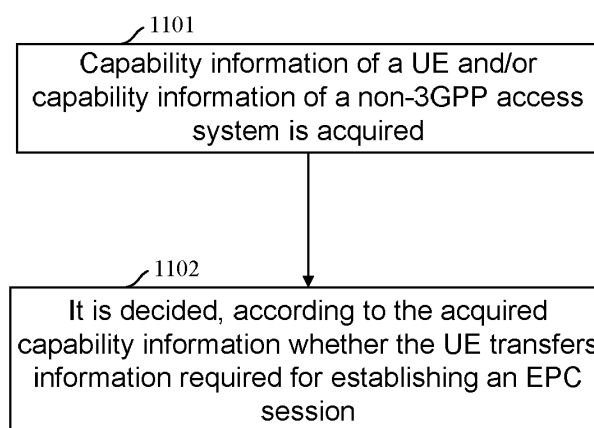 1101
Capability information of a UE and/or
capability information of a non-3GPP access
system is acquired
1102
It is decided, according to the acquired
capability information whether the UE transfers
information required for establishing an EPC
session